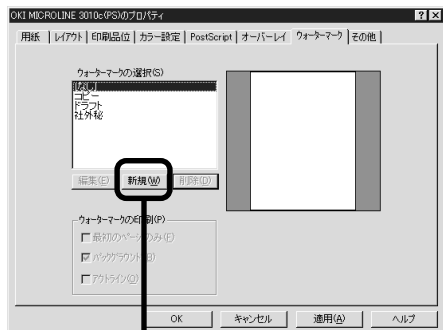 OKI MICROLINE 3010c(PS)のプロパティ
用紙 レイアウト 印刷品位 カラー設定 PostScript オーバーレイ ウォーターマーク その他
ウォーターマークの選択(S)
(なし)
コピー
ドラフト
社外秘
編集(E) 新規(W) 削除(D)
ウォーターマークの印刷(P)
最初のページのみ(F)
バックグラウンド(B)
アウトライン(O)
OK キャンセル 適用(A) ヘルプ